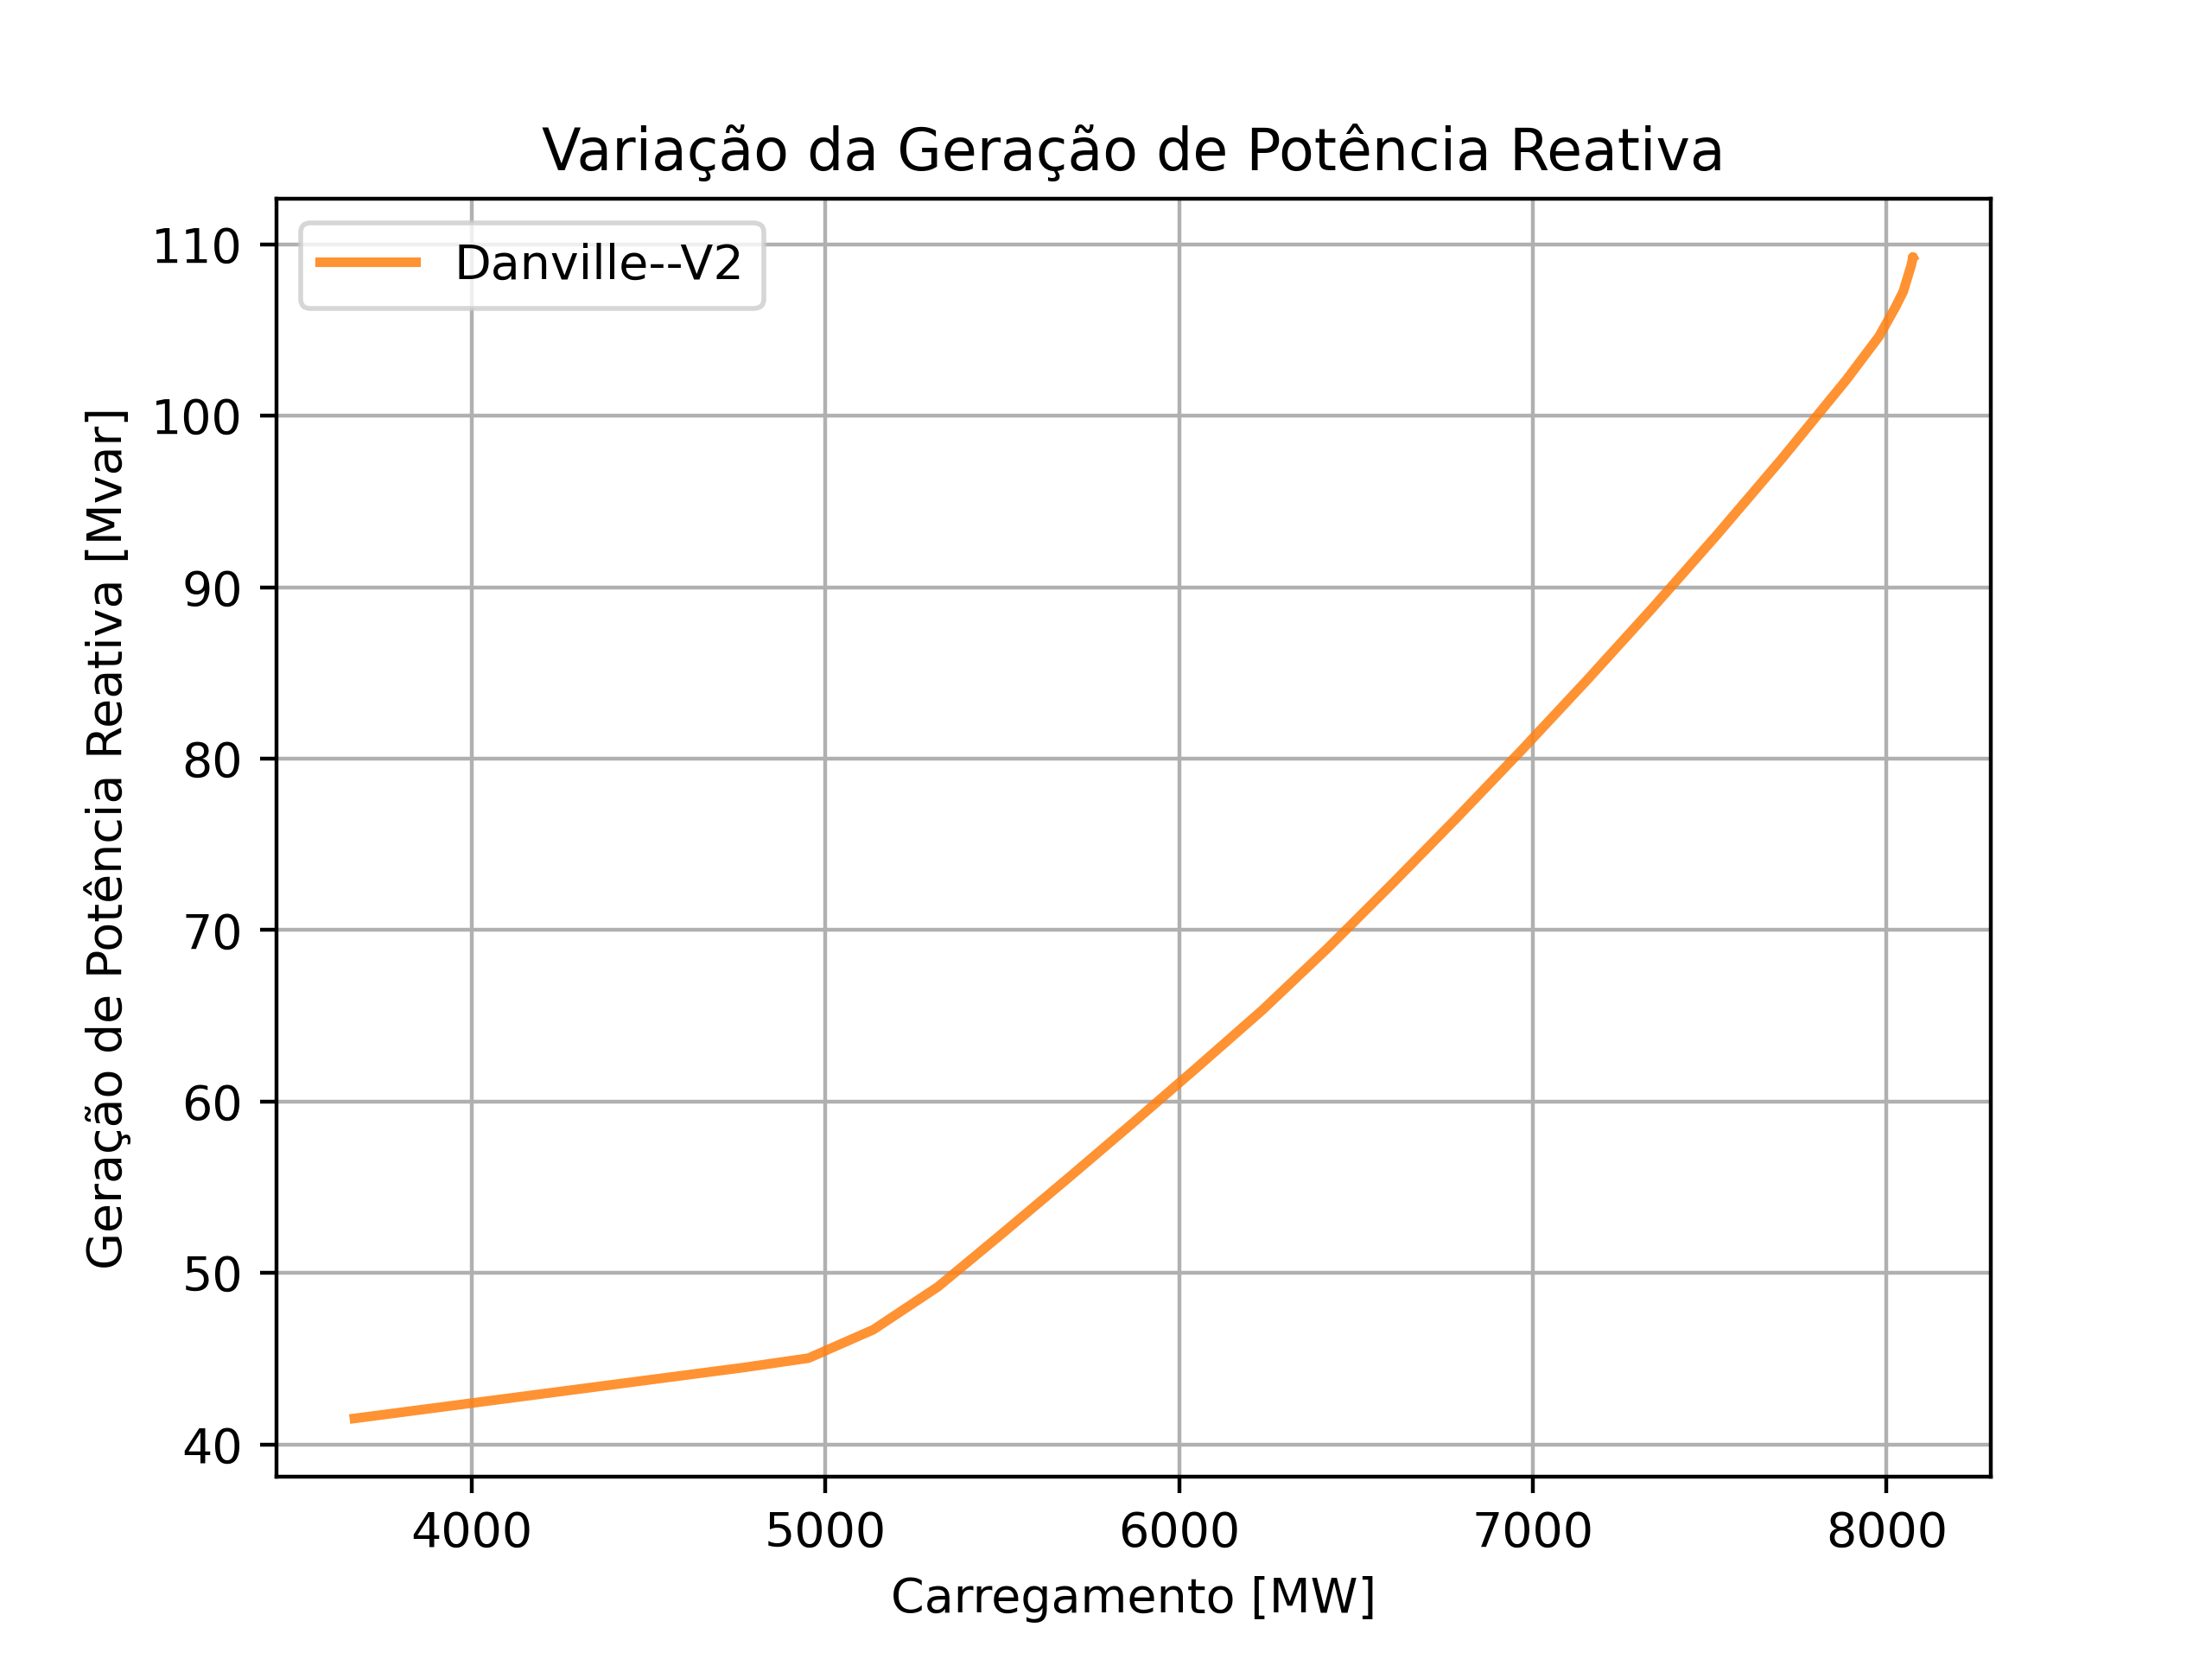 Variação da Geração de Potência Reativa
Danville--V2
Geração de Potência Reativa [Mvar]
110
100
90
80
70
60
50
40
4000 5000 6000 7000 8000
Carregamento [MW]